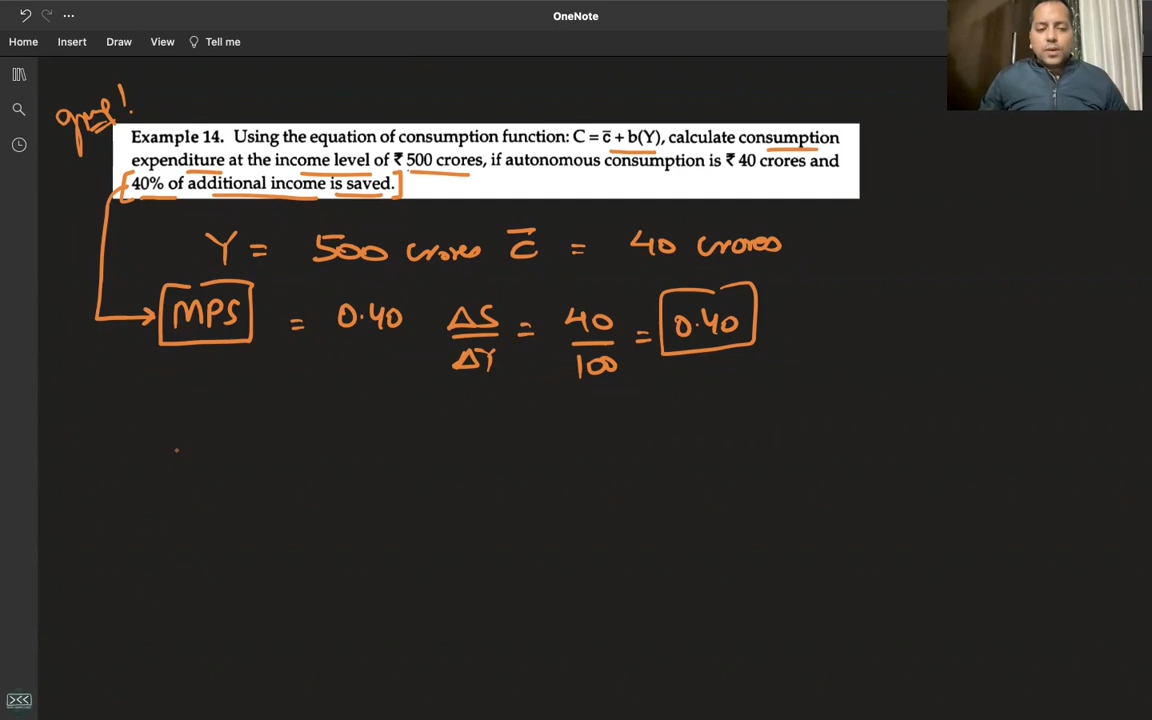 OneNote
Home Insert Draw View Tell me
Example 14. Using the equation of consumption function: C = c̅ + b(Y), calculate consumption
expenditure at the income level of ₹ 500 crores, if autonomous consumption is ₹ 40 crores and
40% of additional income is saved.
Y = 500 crores c̅ = 40 crores
MPS = 0.40 ΔS/ΔY = 40/100 = 0.40